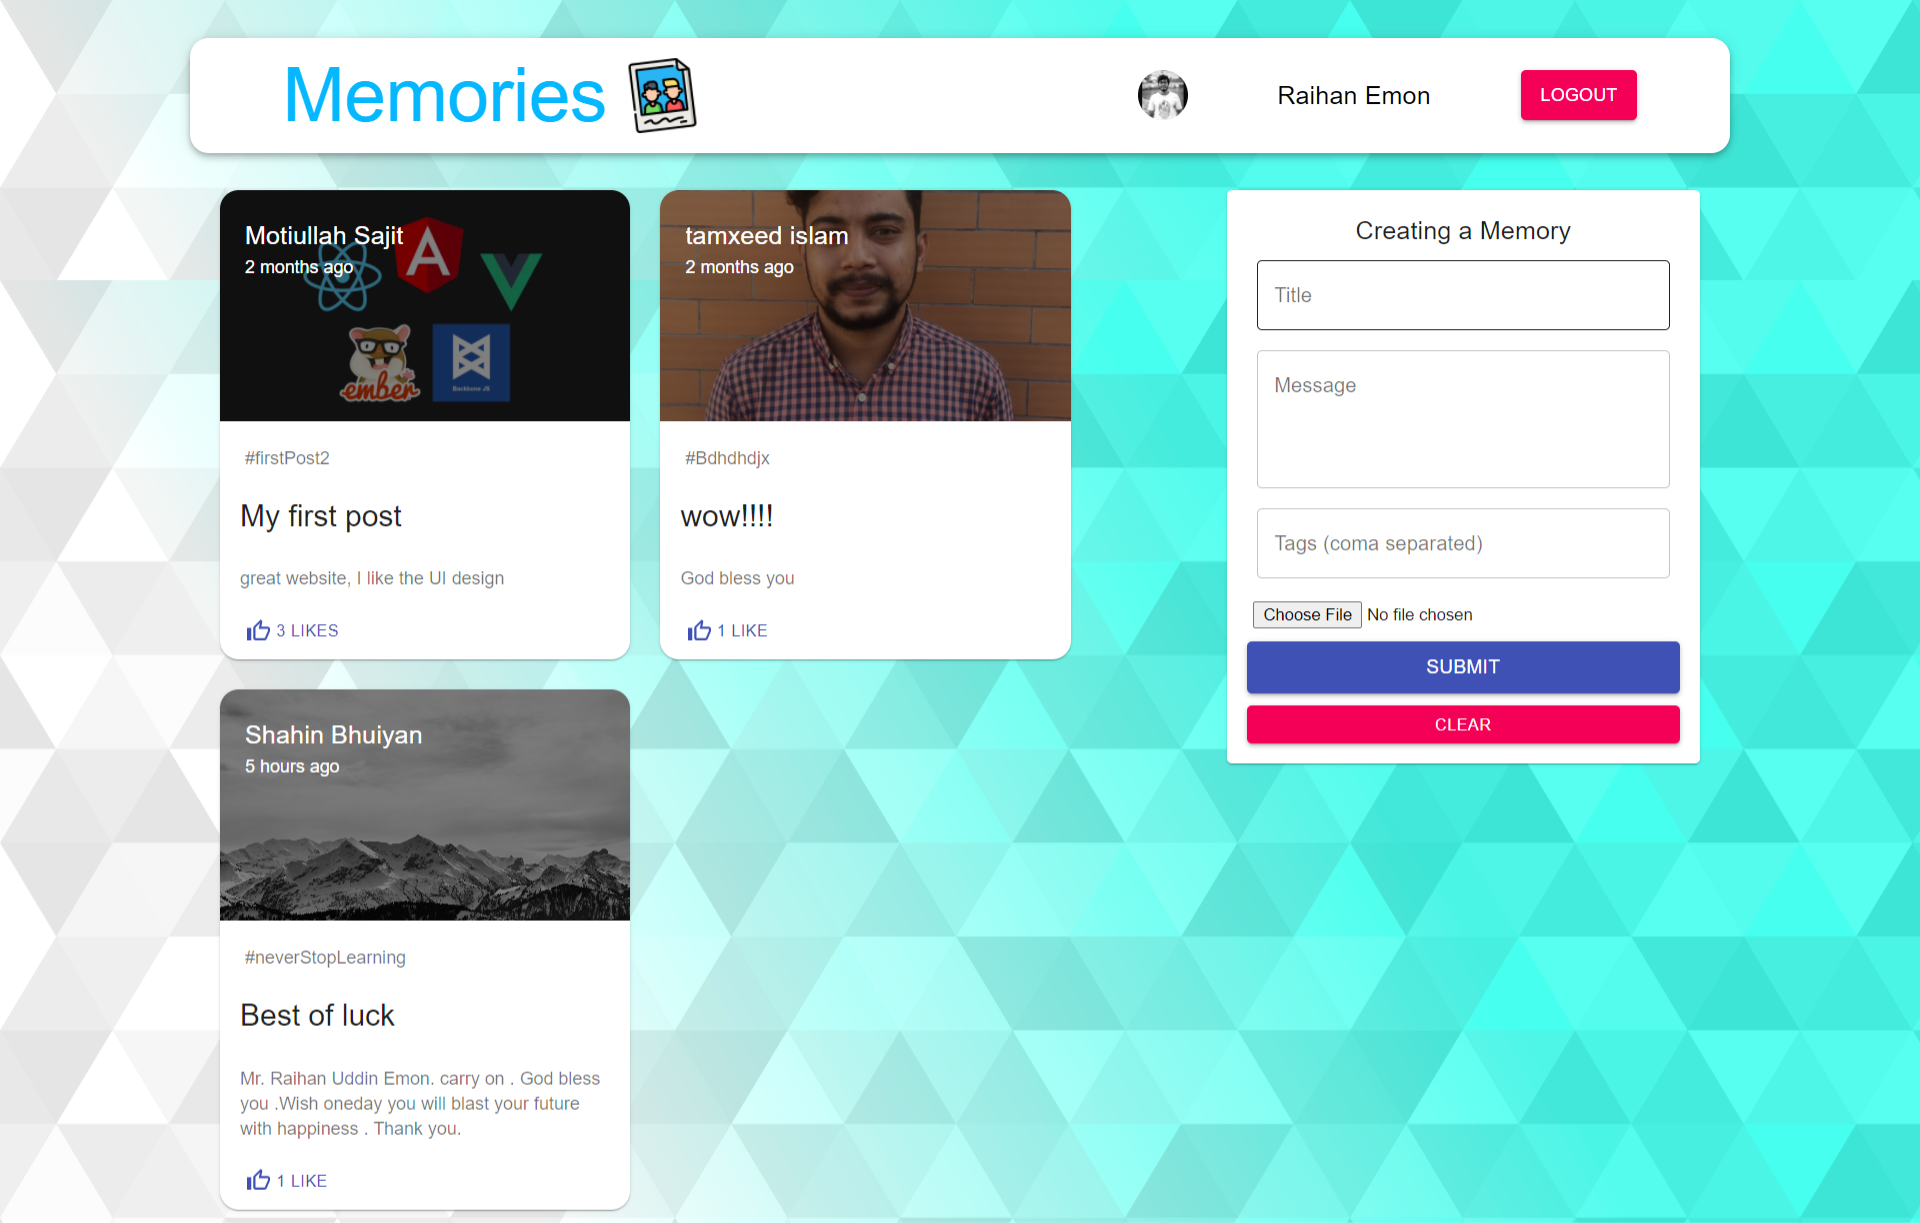 Memories
Raihan Emon
LOGOUT
Motiullah Sajit
2 months ago
ember
Backbone JS
#firstPost2
My first post
great website, I like the UI design
3 LIKES
tamxeed islam
2 months ago
#Bdhdhdjx
wow!!!!
God bless you
1 LIKE
Shahin Bhuiyan
5 hours ago
#neverStopLearning
Best of luck
Mr. Raihan Uddin Emon. carry on . God bless
you .Wish oneday you will blast your future
with happiness . Thank you.
1 LIKE
Creating a Memory
Title
Message
Tags (coma separated)
Choose File No file chosen
SUBMIT
CLEAR